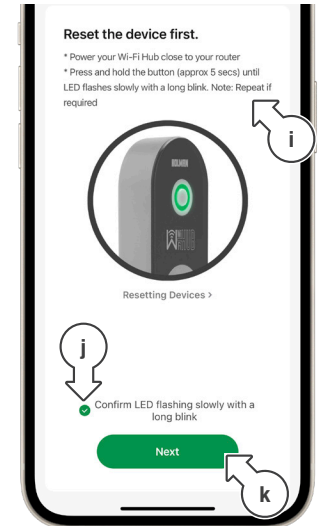 Reset the device first.
* Power your Wi-Fi Hub close to your router
* Press and hold the button (approx 5 secs) until
LED flashes slowly with a long blink. Note: Repeat if
required
i
HOLMAN
Resetting Devices >
j
Confirm LED flashing slowly with a
long blink
Next
k